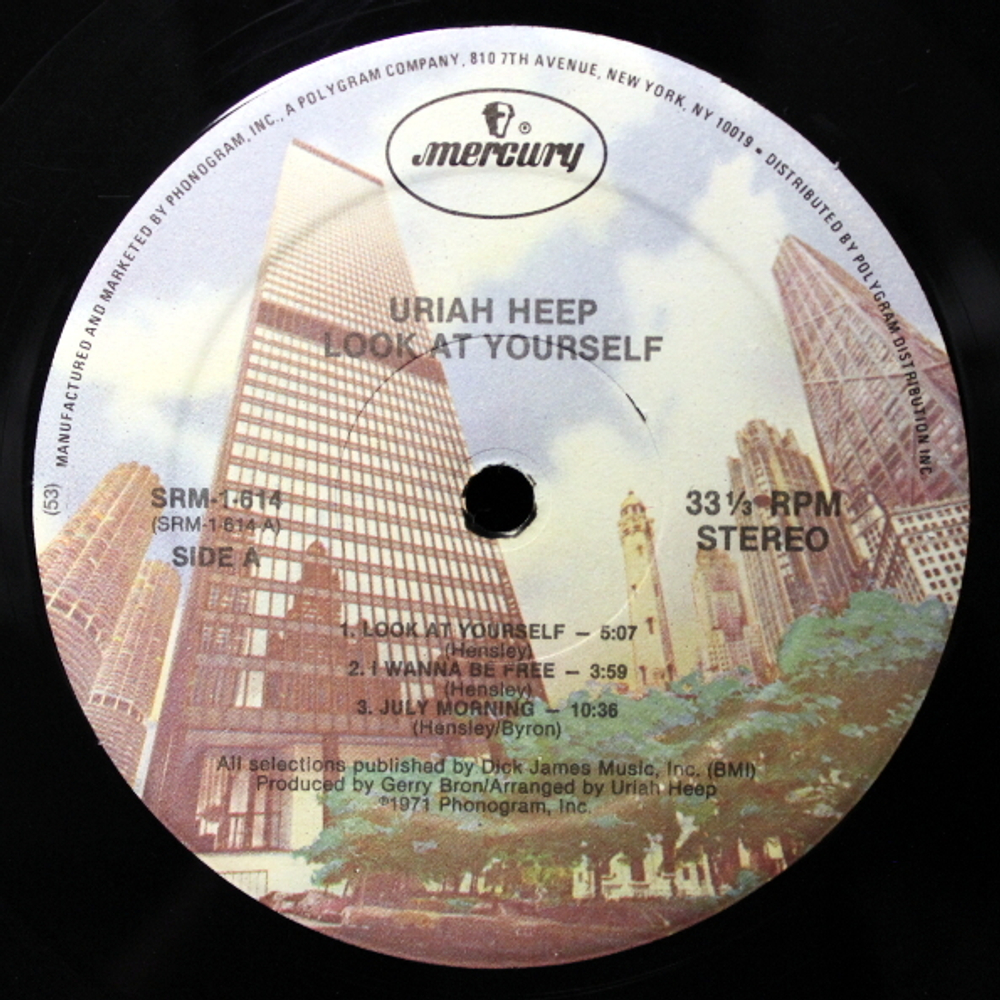 MANUFACTURED AND MARKETED BY PHONOGRAM, INC., A POLYGRAM COMPANY, 810 7TH AVENUE, NEW YORK, NY 10019 • DISTRIBUTED BY POLYGRAM DISTRIBUTION INC
®
mercury
URIAH HEEP
LOOK AT YOURSELF
(53)
SRM-1-614
(SRM-1-614-A)
SIDE A
33 1/3 RPM
STEREO
1. LOOK AT YOURSELF — 5:07
(Hensley)
2. I WANNA BE FREE — 3:59
(Hensley)
3. JULY MORNING — 10:36
(Hensley/Byron)
All selections published by Dick James Music, Inc. (BMI)
Produced by Gerry Bron/Arranged by Uriah Heep
℗1971 Phonogram, Inc.